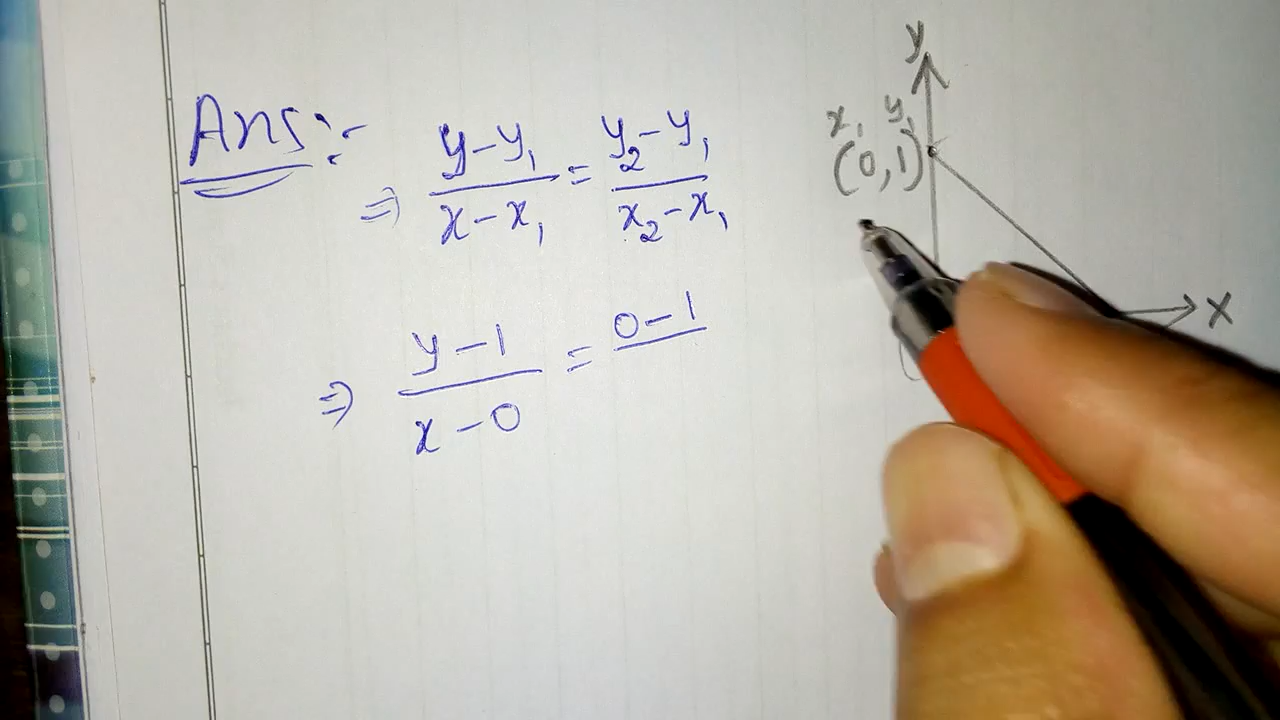 Ans:-
⇒ y-y₁/x-x₁ = y₂-y₁/x₂-x₁
⇒ y-1/x-0 = 0-1
y
x₁ y₁
(0,1)
x